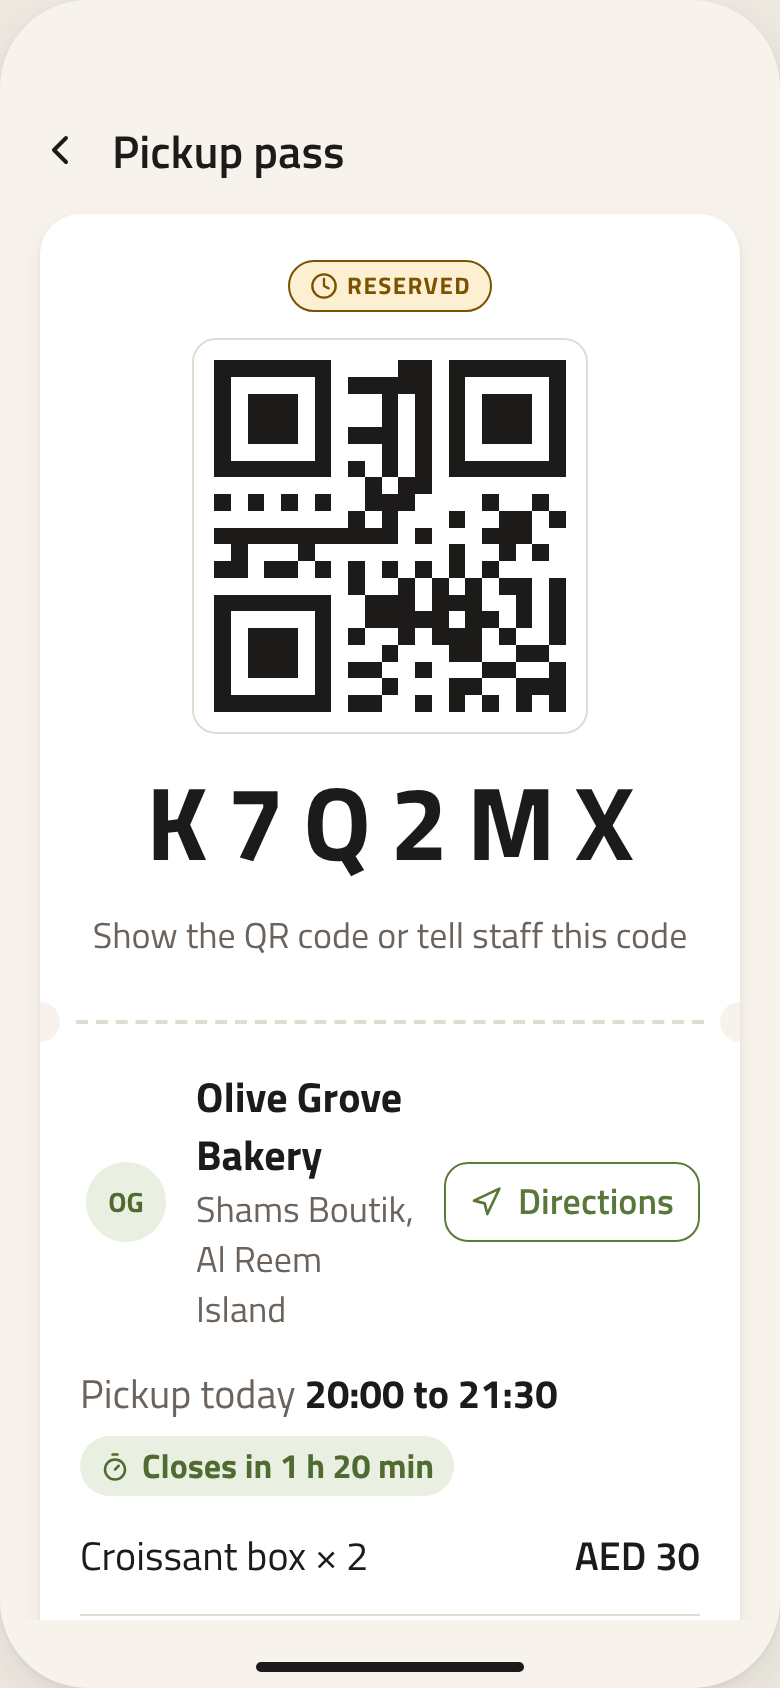 Pickup pass
RESERVED
K7Q2MX
Show the QR code or tell staff this code
Olive Grove
Bakery
OG
Shams Boutik,
Al Reem
Island
Directions
Pickup today 20:00 to 21:30
Closes in 1 h 20 min
Croissant box × 2 AED 30